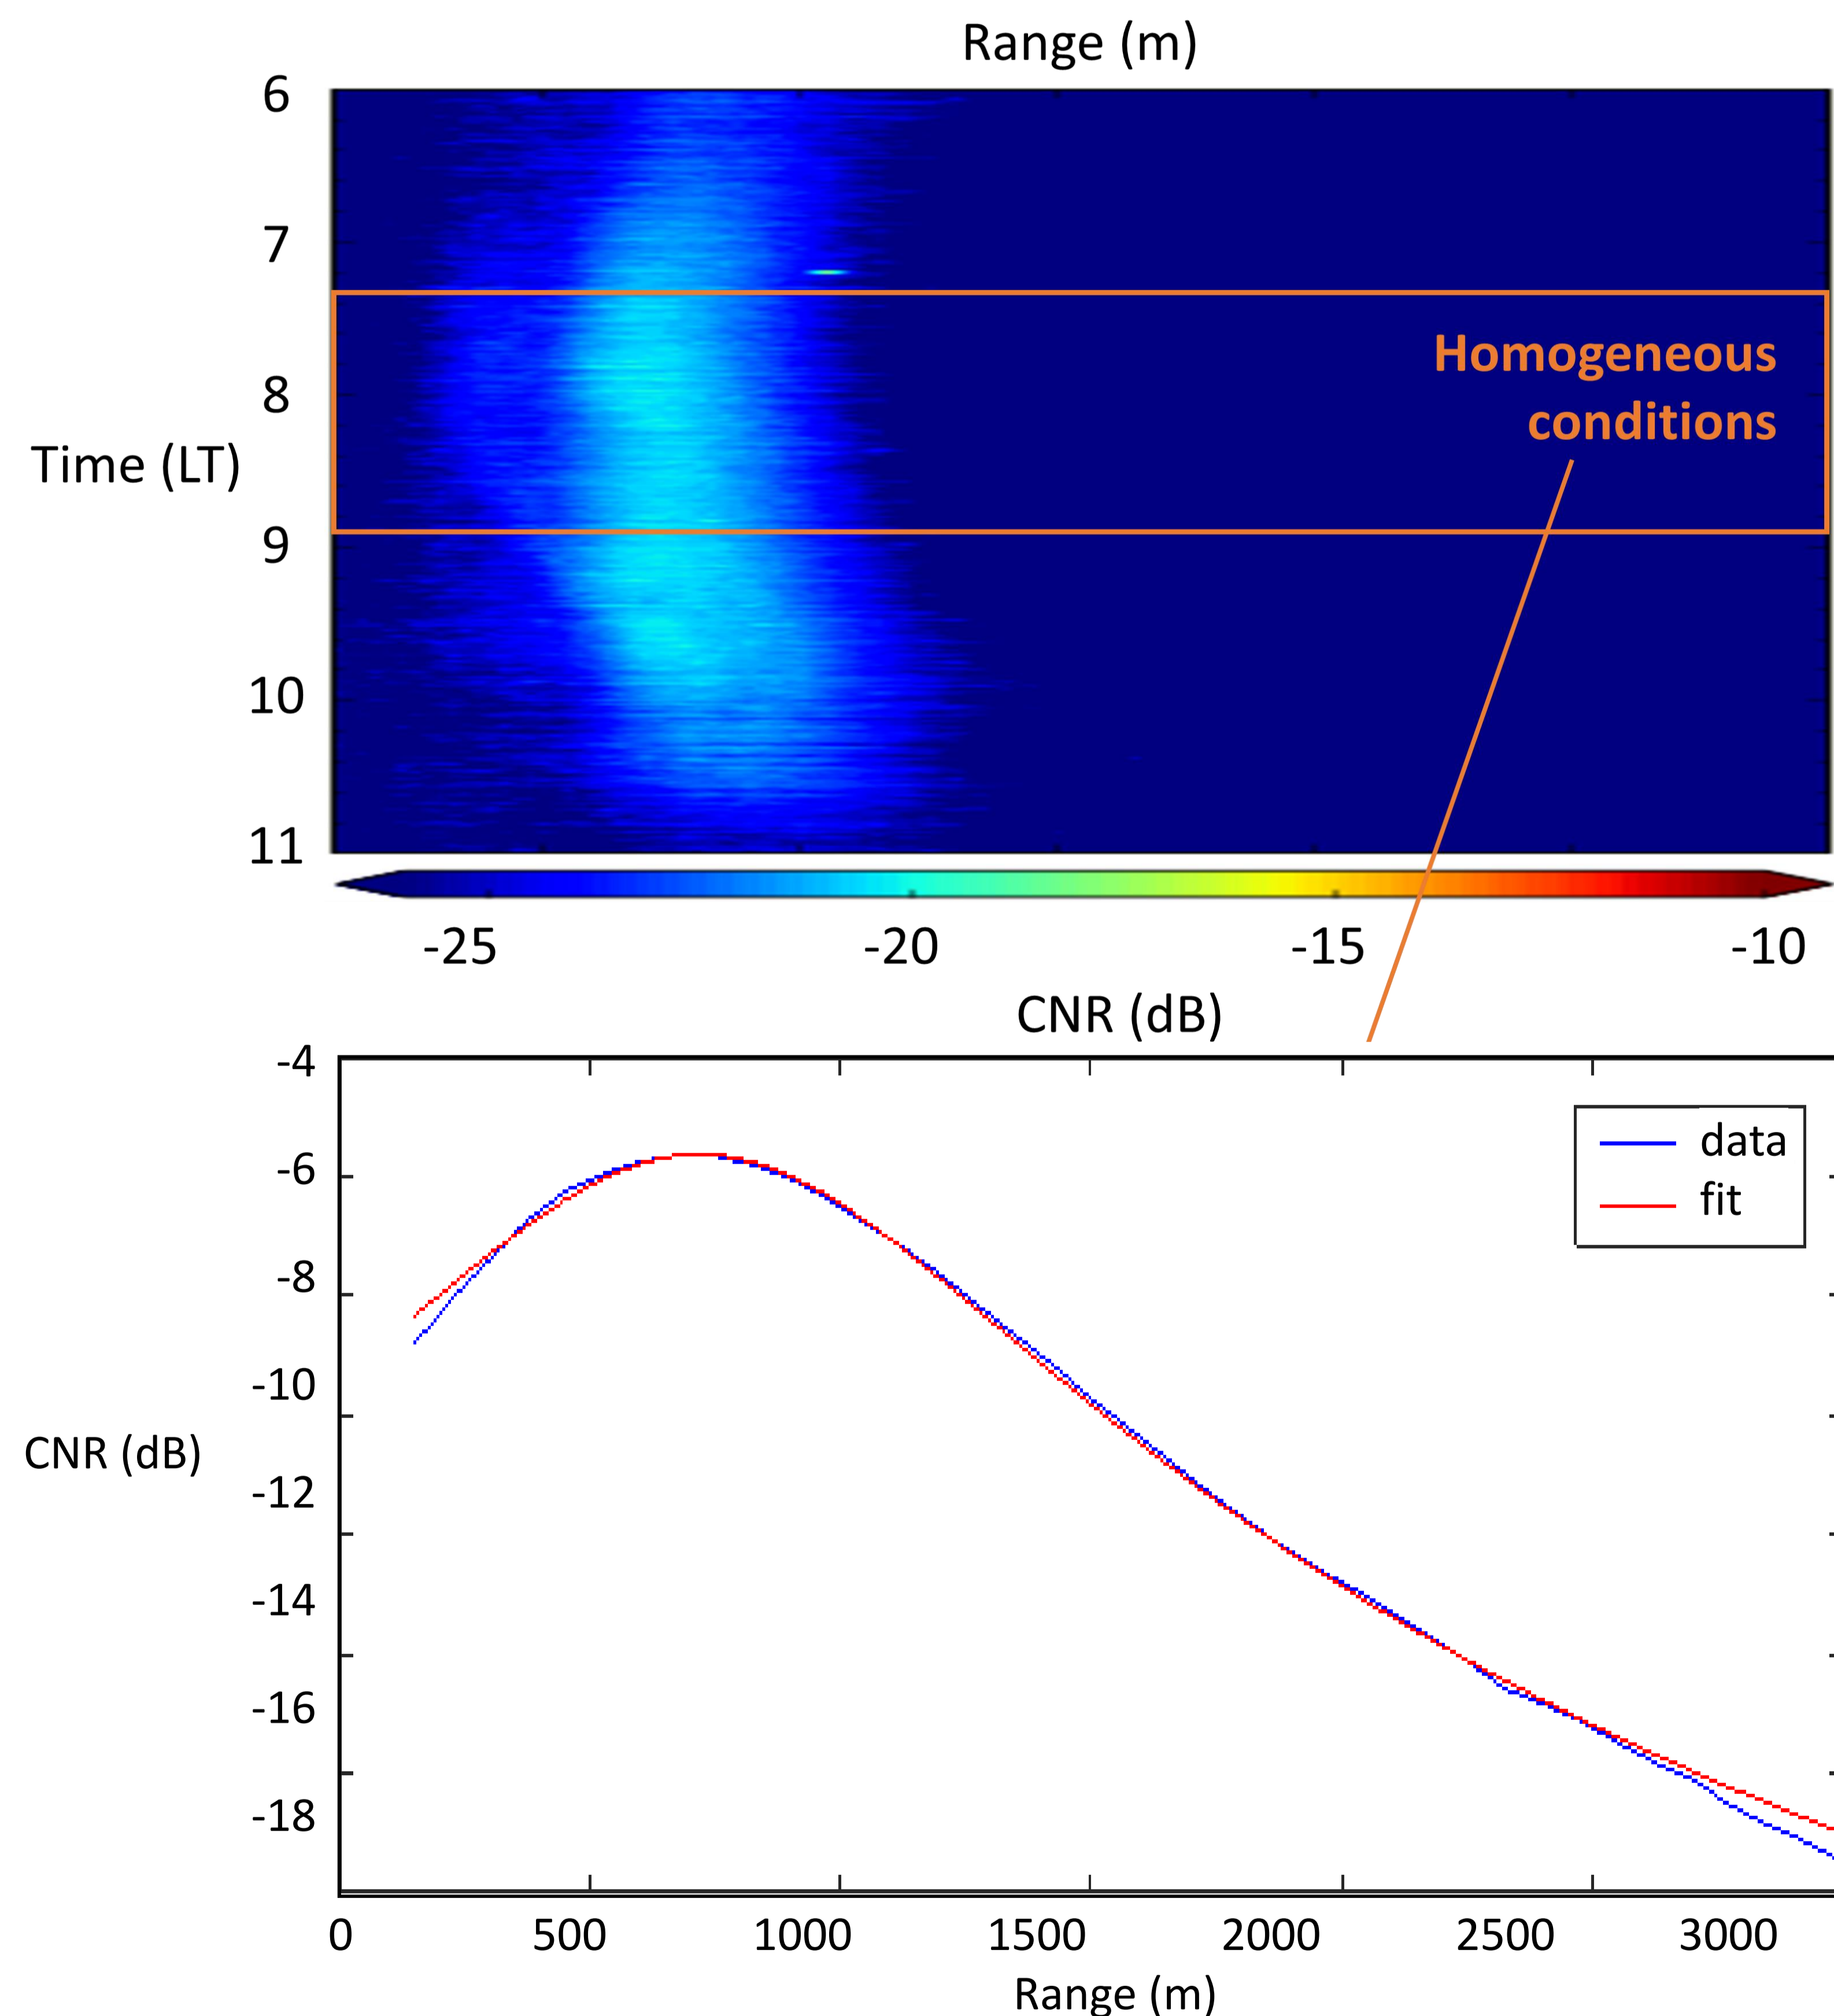 Range (m)
6
7
Homogeneous
8
conditions
Time (LT)
9
10
11
-25 -20 -15 -10
CNR (dB)
-4
data
-6
fit
-8
-10
CNR (dB)
-12
-14
-16
-18
0 500 1000 1500 2000 2500 3000
Range (m)